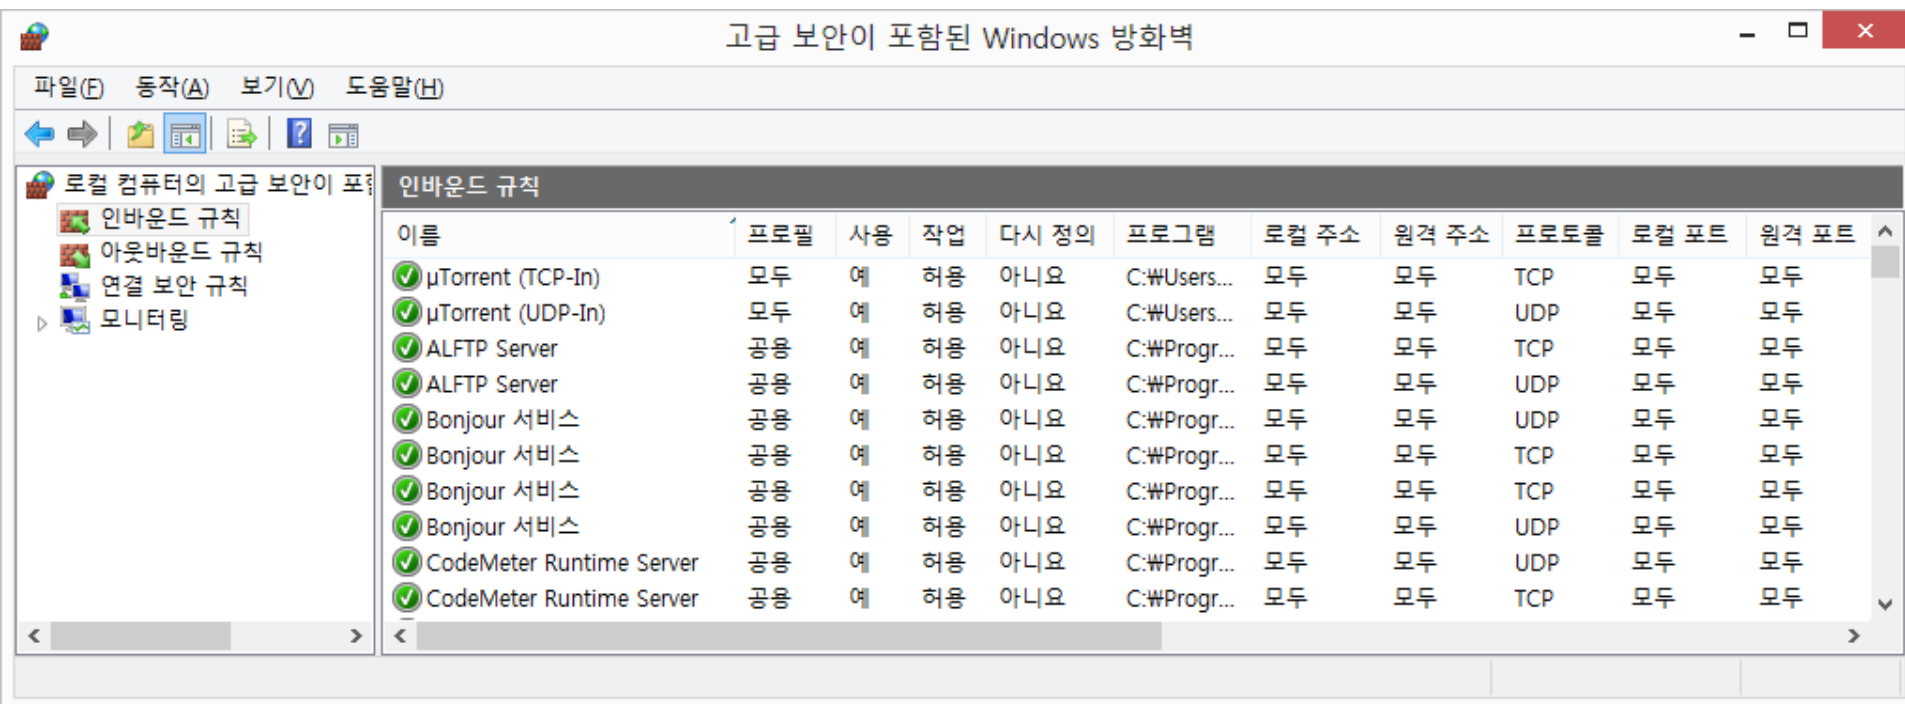 고급 보안이 포함된 Windows 방화벽
파일(F) 동작(A) 보기(V) 도움말(H)
로컬 컴퓨터의 고급 보안이
인바운드 규칙
아웃바운드 규칙
연결 보안 규칙
모니터링
인바운드 규칙
이름 프로필 사용 작업 다시 정의 프로그램 로컬 주소 원격 주소 프로토콜 로컬 포트 원격 포트
µTorrent (TCP-In) 모두 예 허용 아니요 C:₩Users... 모두 모두 TCP 모두 모두
µTorrent (UDP-In) 모두 예 허용 아니요 C:₩Users... 모두 모두 UDP 모두 모두
ALFTP Server 공용 예 허용 아니요 C:₩Progr... 모두 모두 TCP 모두 모두
ALFTP Server 공용 예 허용 아니요 C:₩Progr... 모두 모두 UDP 모두 모두
Bonjour 서비스 공용 예 허용 아니요 C:₩Progr... 모두 모두 UDP 모두 모두
Bonjour 서비스 공용 예 허용 아니요 C:₩Progr... 모두 모두 TCP 모두 모두
Bonjour 서비스 공용 예 허용 아니요 C:₩Progr... 모두 모두 TCP 모두 모두
Bonjour 서비스 공용 예 허용 아니요 C:₩Progr... 모두 모두 UDP 모두 모두
CodeMeter Runtime Server 공용 예 허용 아니요 C:₩Progr... 모두 모두 UDP 모두 모두
CodeMeter Runtime Server 공용 예 허용 아니요 C:₩Progr... 모두 모두 TCP 모두 모두